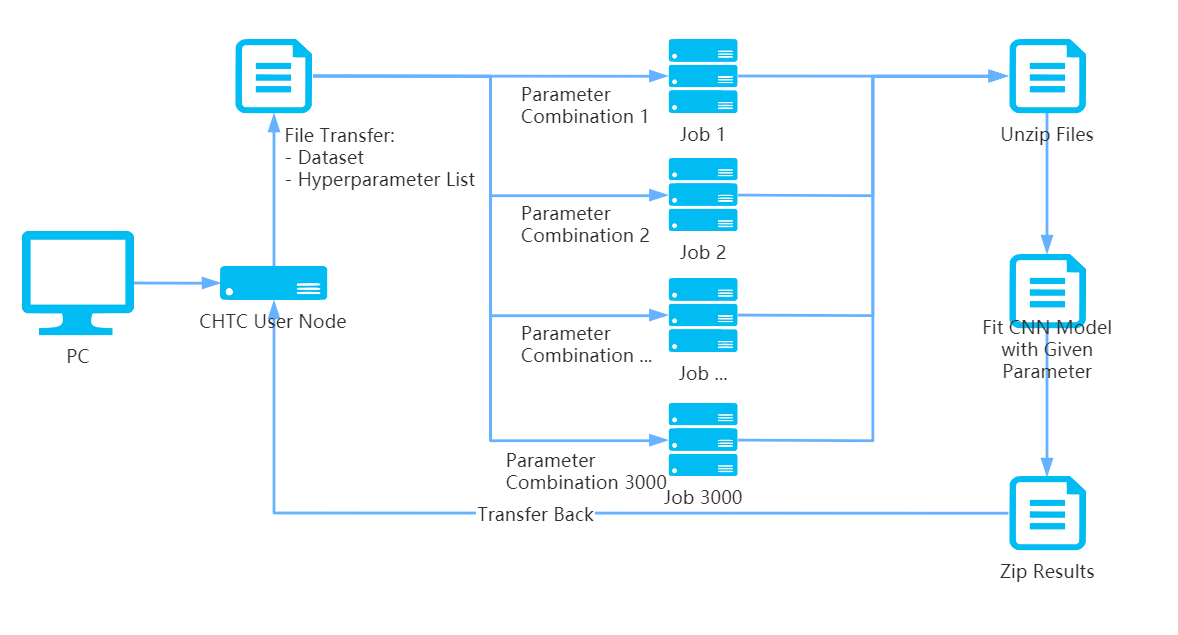 File Transfer:
- Dataset
- Hyperparameter List
PC
CHTC User Node
Parameter
Combination 1
Job 1
Parameter
Combination 2
Job 2
Parameter
Combination ...
Job ...
Parameter
Combination 3000
Job 3000
Unzip Files
Fit CNN Model
with Given
Parameter
Zip Results
Transfer Back